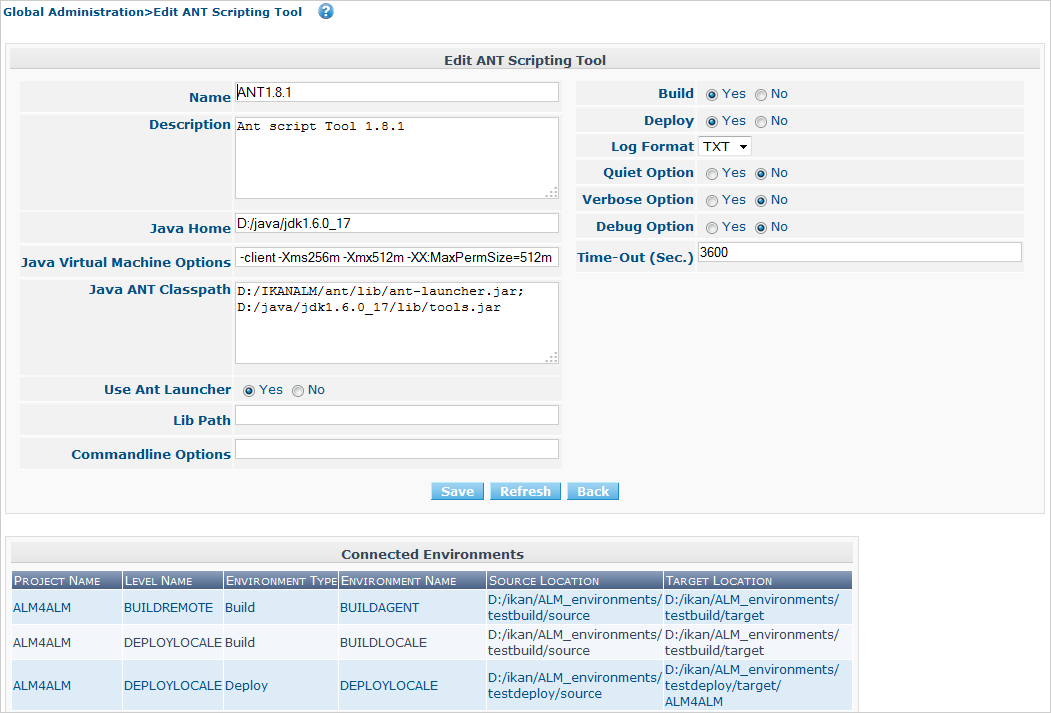 Global Administration>Edit ANT Scripting Tool ?
Edit ANT Scripting Tool
Name ANT1.8.1
Description Ant script Tool 1.8.1
Java Home D:/java/jdk1.6.0_17
Java Virtual Machine Options -client -Xms256m -Xmx512m -XX:MaxPermSize=512m
Java ANT Classpath D:/IKANALM/ant/lib/ant-launcher.jar;
D:/java/jdk1.6.0_17/lib/tools.jar
Use Ant Launcher Yes No
Lib Path
Commandline Options
Build Yes No
Deploy Yes No
Log Format TXT
Quiet Option Yes No
Verbose Option Yes No
Debug Option Yes No
Time-Out (Sec.) 3600
Save Refresh Back
Connected Environments
Project Name Level Name Environment Type Environment Name Source Location Target Location
ALM4ALM BUILDREMOTE Build BUILDAGENT D:/ikan/ALM_environments/ D:/ikan/ALM_environments/
testbuild/source testbuild/target
ALM4ALM DEPLOYLOCALE Build BUILDLOCALE D:/ikan/ALM_environments/ D:/ikan/ALM_environments/
testbuild/source testbuild/target
ALM4ALM DEPLOYLOCALE Deploy DEPLOYLOCALE D:/ikan/ALM_environments/ D:/ikan/ALM_environments/
testdeploy/source testdeploy/target/
ALM4ALM